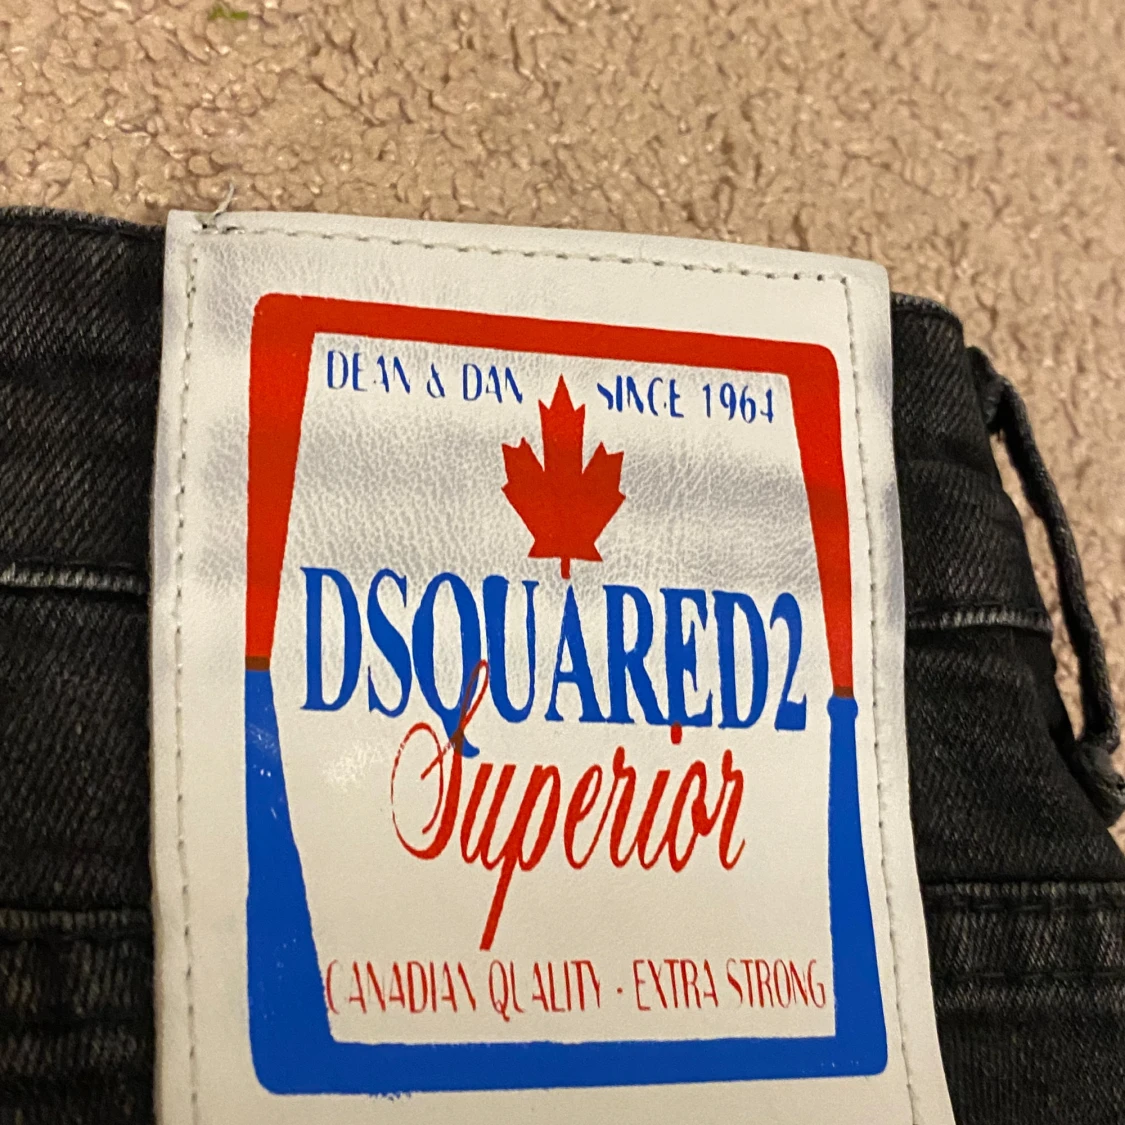 DEAN & DAN SINCE 1964
DSQUARED2
Superior
CANADIAN QUALITY · EXTRA STRONG